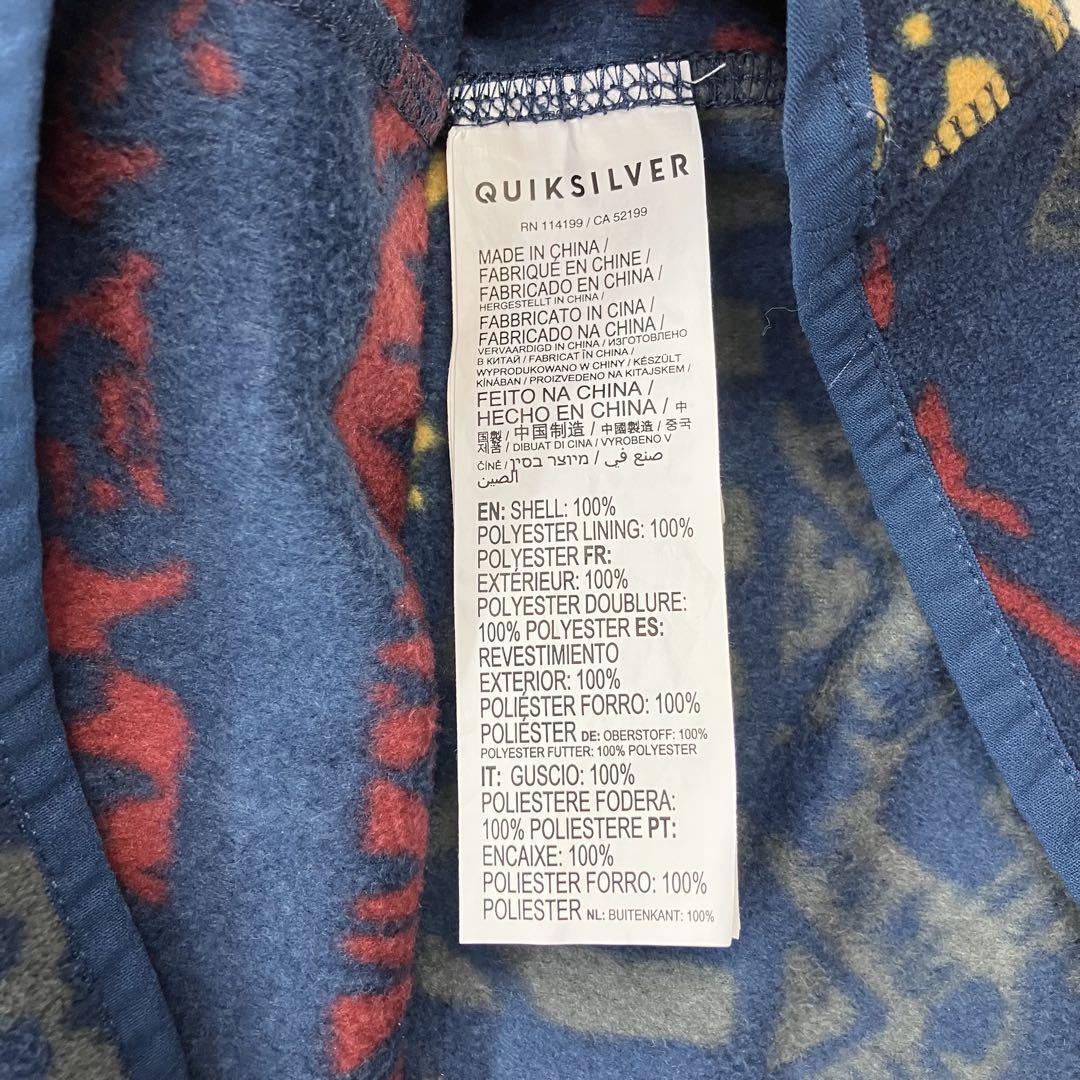 QUIKSILVER
RN 114199 / CA 52199
MADE IN CHINA /
FABRIQUÉ EN CHINE /
FABRICADO EN CHINA /
HERGESTELLT IN CHINA /
FABBRICATO IN CINA /
FABRICADO NA CHINA /
VERVAARDIGD IN CHINA / ИЗГОТОВЛЕНО
В КИТАЙ / FABRICAT ÎN CHINA /
WYPRODUKOWANO W CHINY / KÉSZÜLT
KÍNÁBAN / PROIZVEDENO NA KITAJSKEM /
FEITO NA CHINA /
HECHO EN CHINA / 中
国製 / 中国制造 / 中國製造 / 중국
제품 / DIBUAT DI CINA / VYROBENO V
ČÍNĚ / מיוצר בסין / صنع في
الصين
EN: SHELL: 100%
POLYESTER LINING: 100%
POLYESTER FR:
EXTÉRIEUR: 100%
POLYESTER DOUBLURE:
100% POLYESTER ES:
REVESTIMIENTO
EXTERIOR: 100%
POLIÉSTER FORRO: 100%
POLIÉSTER DE: OBERSTOFF: 100%
POLYESTER FUTTER: 100% POLYESTER
IT: GUSCIO: 100%
POLIESTERE FODERA:
100% POLIESTERE PT:
ENCAIXE: 100%
POLIESTER FORRO: 100%
POLIESTER NL: BUITENKANT: 100%